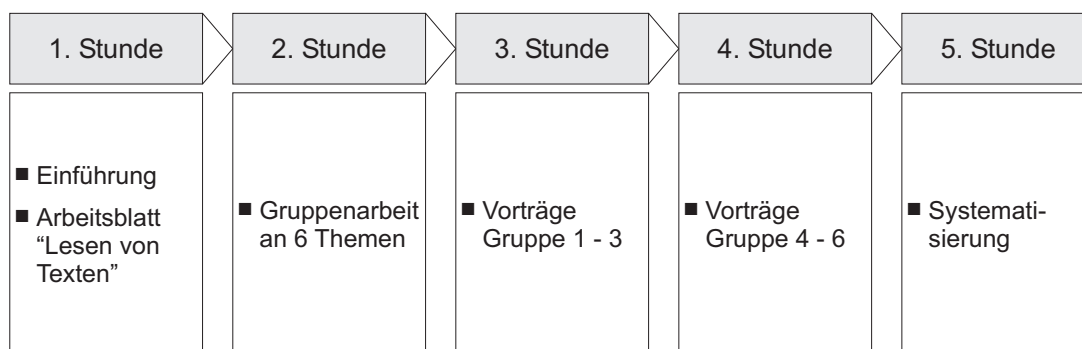 1. Stunde
2. Stunde
3. Stunde
4. Stunde
5. Stunde
■ Einführung
■ Arbeitsblatt
“Lesen von
Texten”
■ Gruppenarbeit
an 6 Themen
■ Vorträge
Gruppe 1 - 3
■ Vorträge
Gruppe 4 - 6
■ Systemati-
sierung